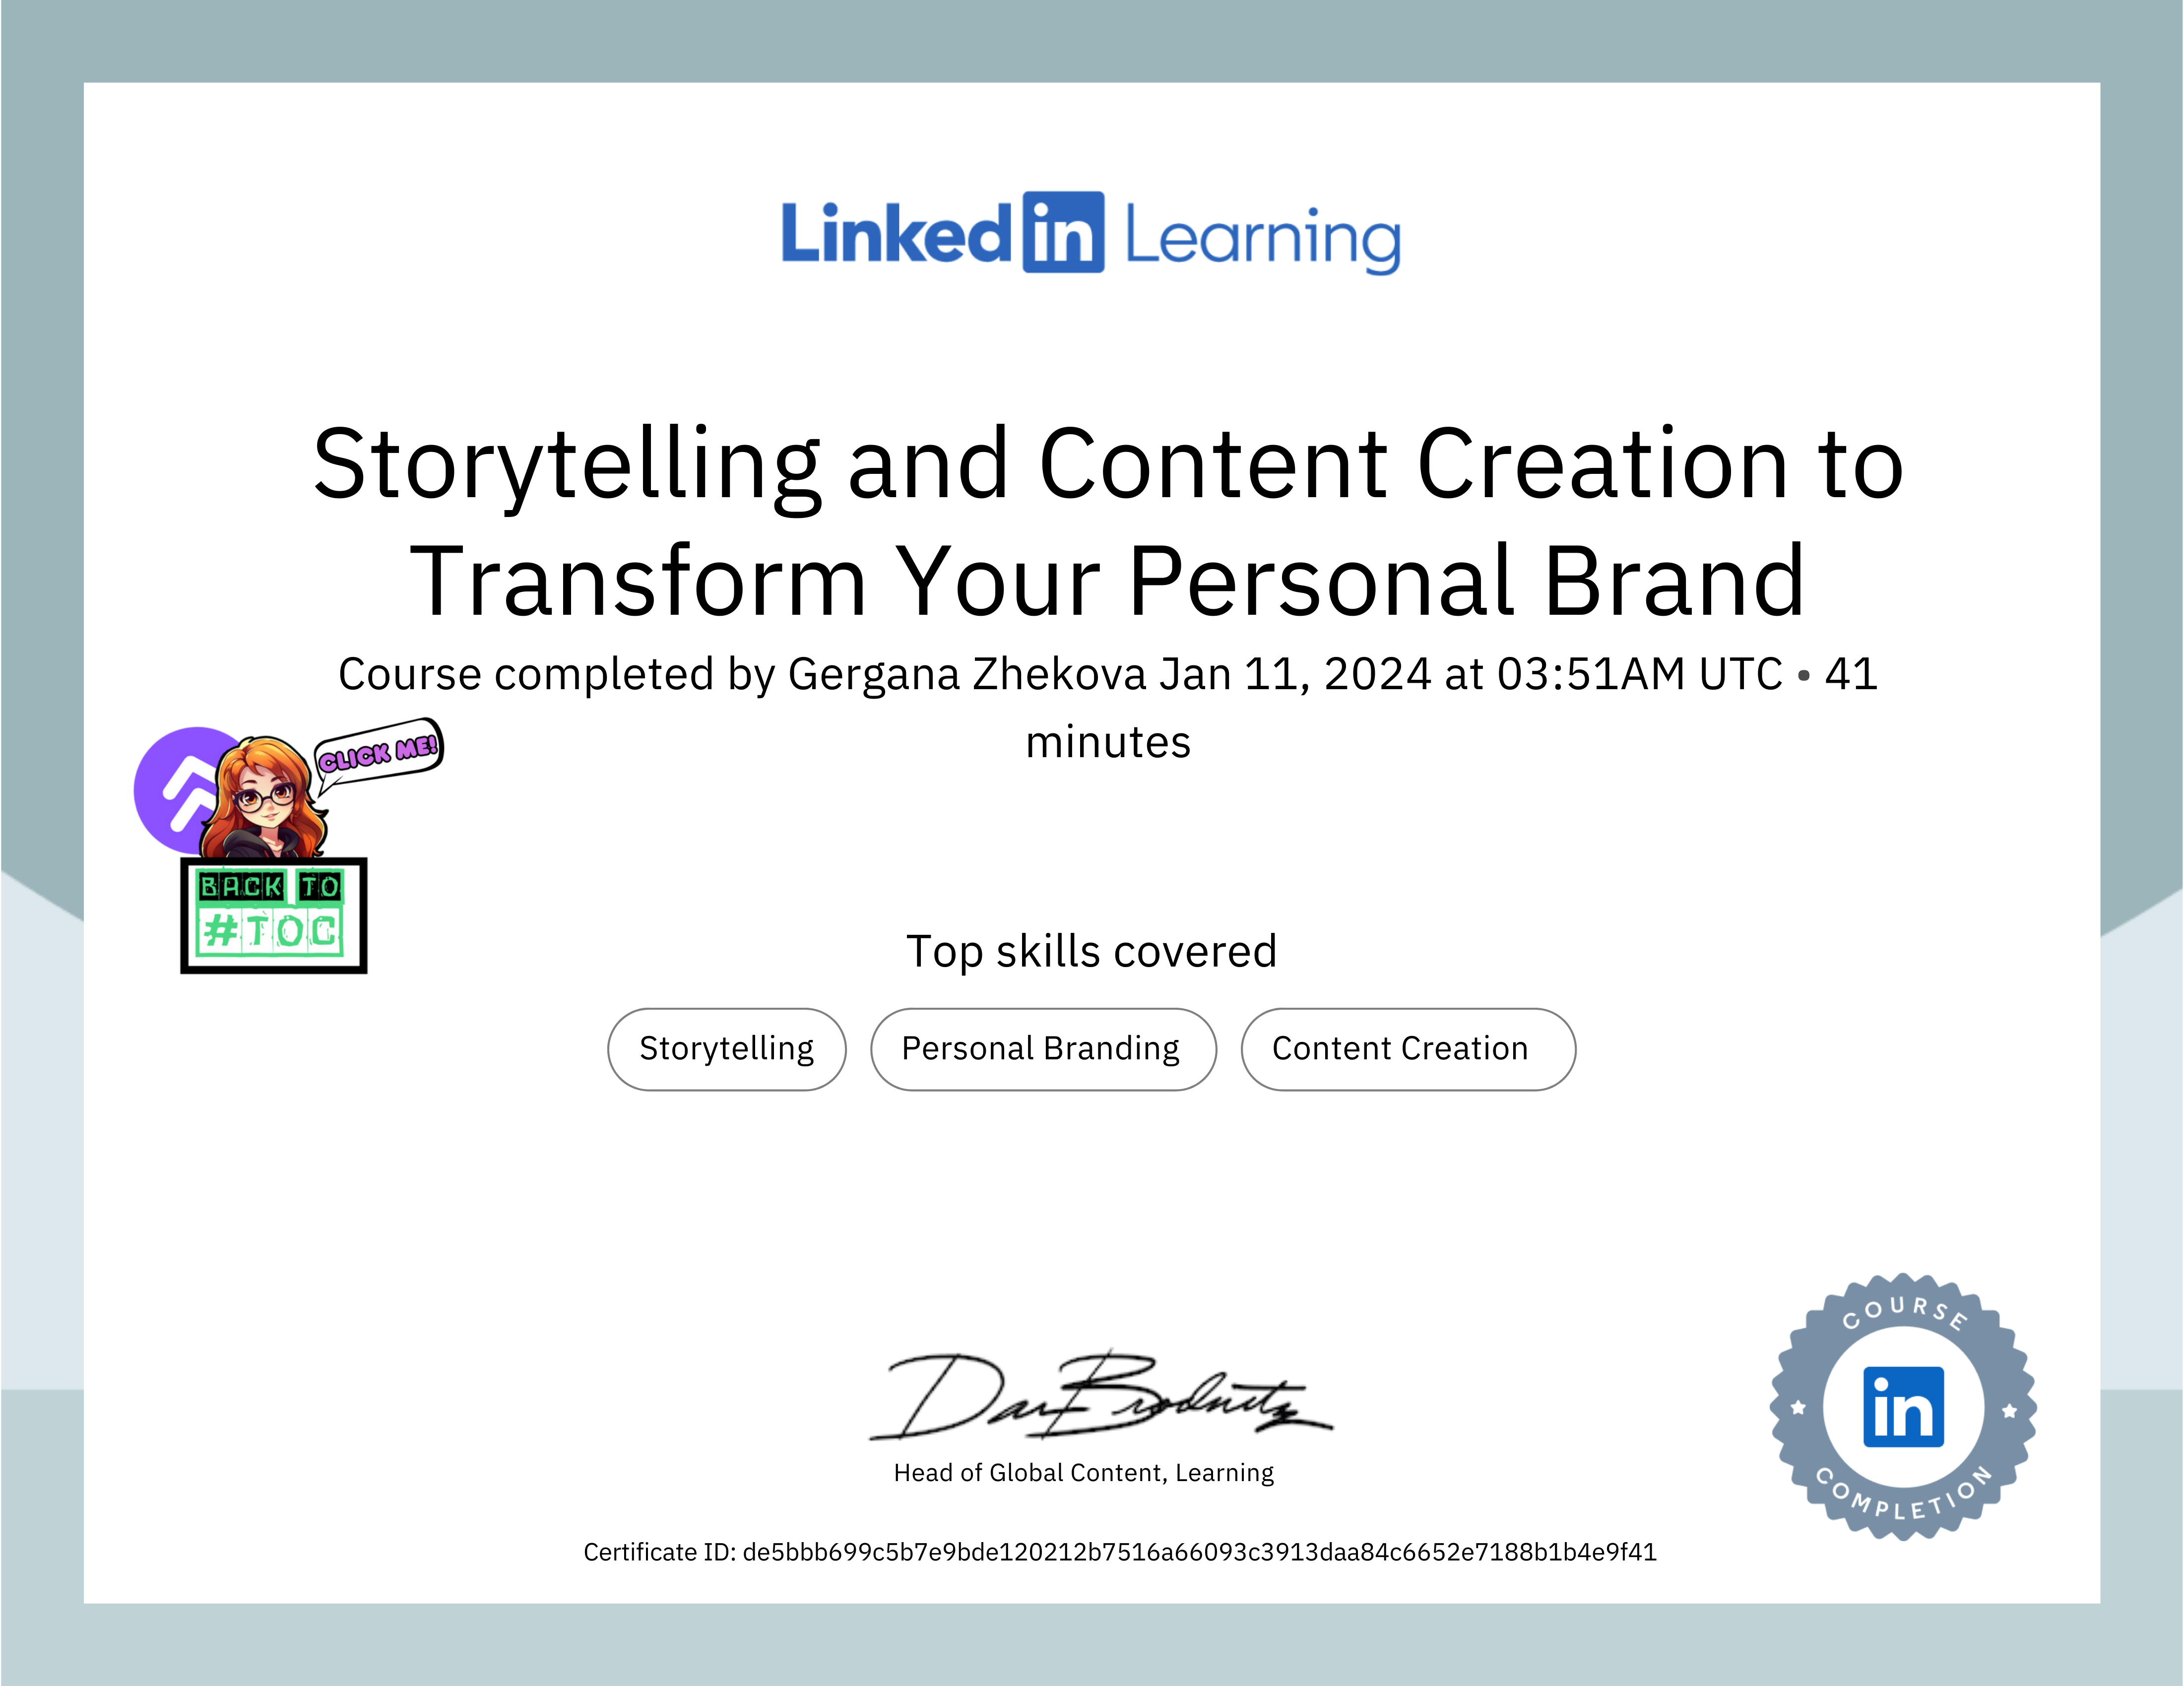 Linked in Learning
Storytelling and Content Creation to
Transform Your Personal Brand
Course completed by Gergana Zhekova Jan 11, 2024 at 03:51AM UTC • 41
minutes
CLICK ME!
BACK TO
#TOC
Top skills covered
Storytelling
Personal Branding
Content Creation
Dan Brodnitz
Head of Global Content, Learning
Certificate ID: de5bbb699c5b7e9bde120212b7516a66093c3913daa84c6652e7188b1b4e9f41
COURSE
in
COMPLETION